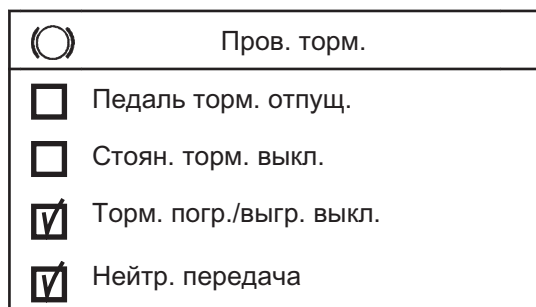 Пров. торм.
Педаль торм. отпущ.
Стоян. торм. выкл.
Торм. погр./выгр. выкл.
Нейтр. передача